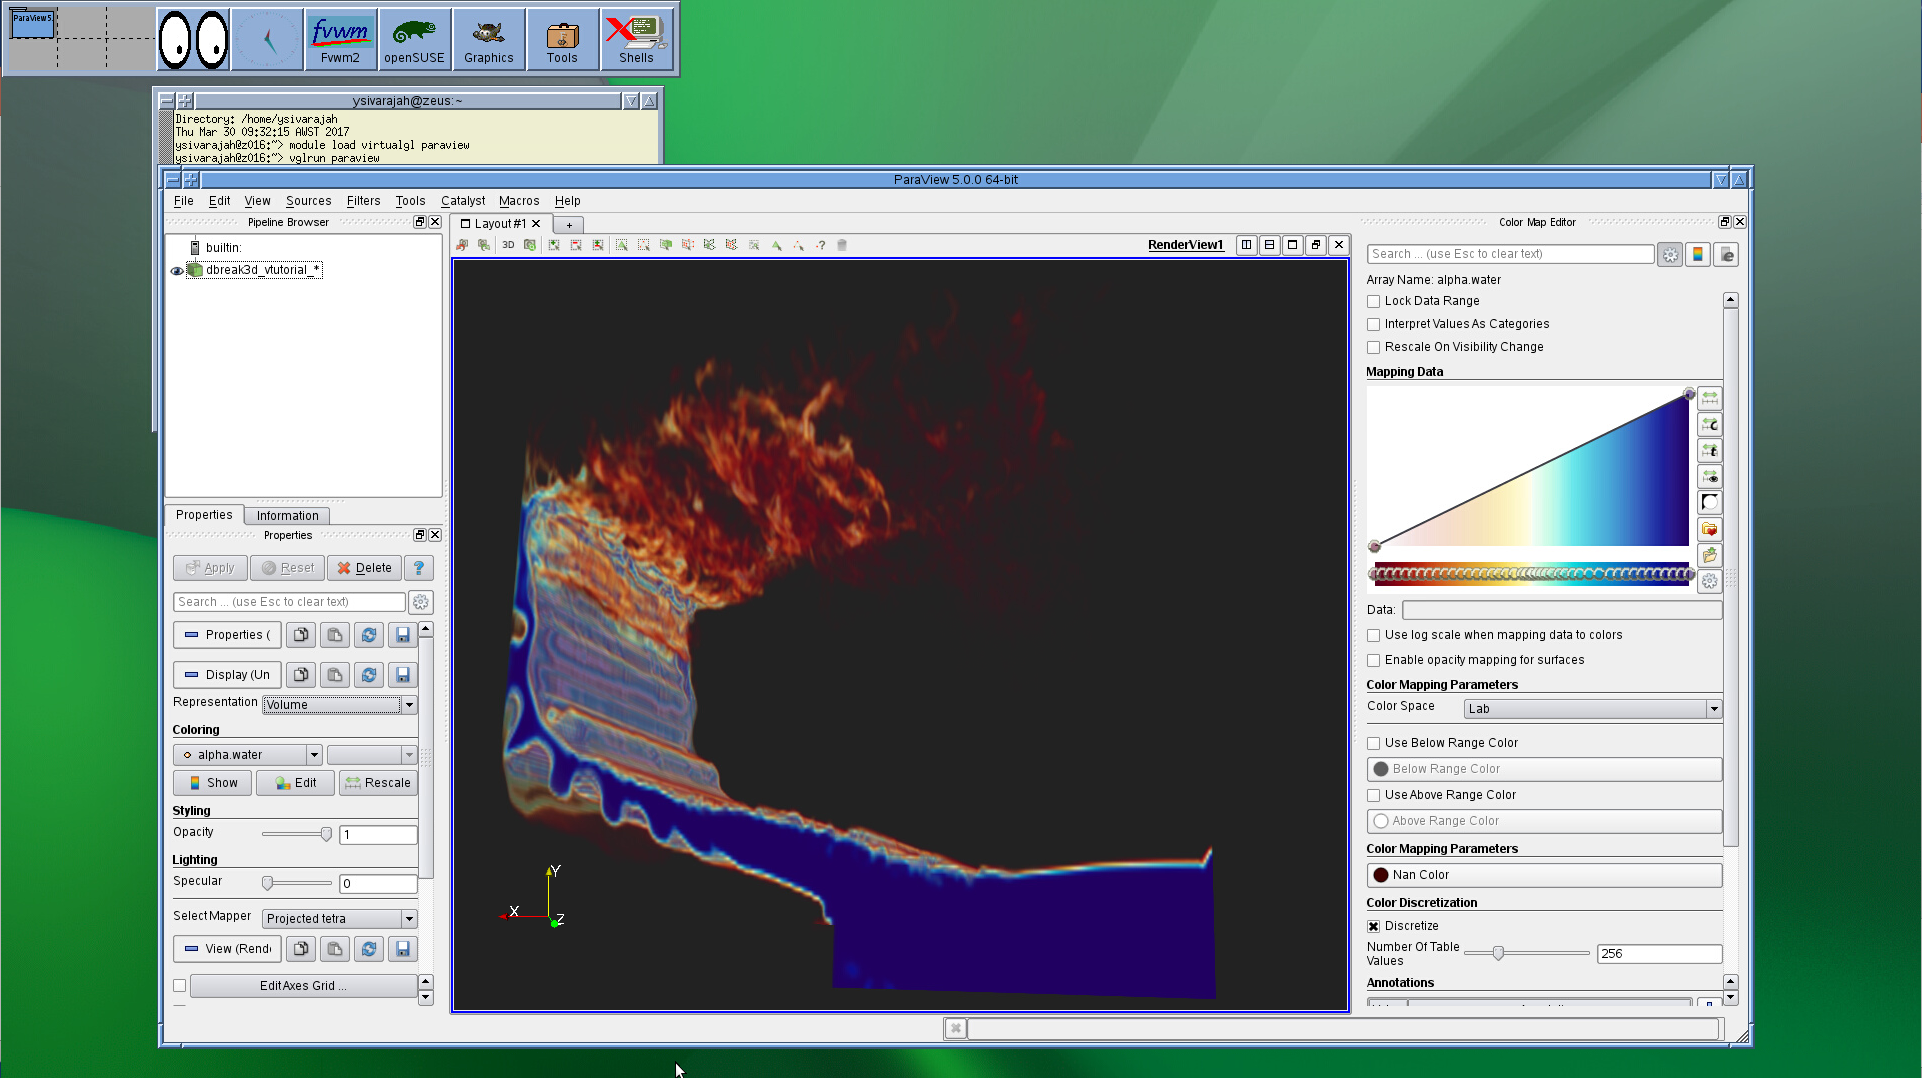 ParaView 5.
fvwm
Fvwm2
openSUSE
Graphics
Tools
Shells
ysivarajah@zeus:~
Directory: /home/ysivarajah
Thu Mar 30 09:32:15 AWST 2017
ysivarajah@z016:~> module load virtualgl paraview
ysivarajah@z016:~> vglrun paraview
ParaView 5.0.0 64-bit
File Edit View Sources Filters Tools Catalyst Macros Help
Pipeline Browser
builtin:
dbreak3d_vtutorial_*
Properties Information
Properties
Apply Reset Delete ?
Search ... (use Esc to clear text)
Properties (
Display (Un
Representation Volume
Coloring
alpha.water
Show Edit Rescale
Styling
Opacity 1
Lighting
Specular 0
Select Mapper Projected tetra
View (Rend
Edit Axes Grid ...
Layout #1
+
3D
?
RenderView1
Y
X
Z
Color Map Editor
Search ... (use Esc to clear text)
Array Name: alpha.water
Lock Data Range
Interpret Values As Categories
Rescale On Visibility Change
Mapping Data
Data:
Use log scale when mapping data to colors
Enable opacity mapping for surfaces
Color Mapping Parameters
Color Space Lab
Use Below Range Color
Below Range Color
Use Above Range Color
Above Range Color
Color Mapping Parameters
Nan Color
Color Discretization
Discretize
Number Of Table
Values
256
Annotations